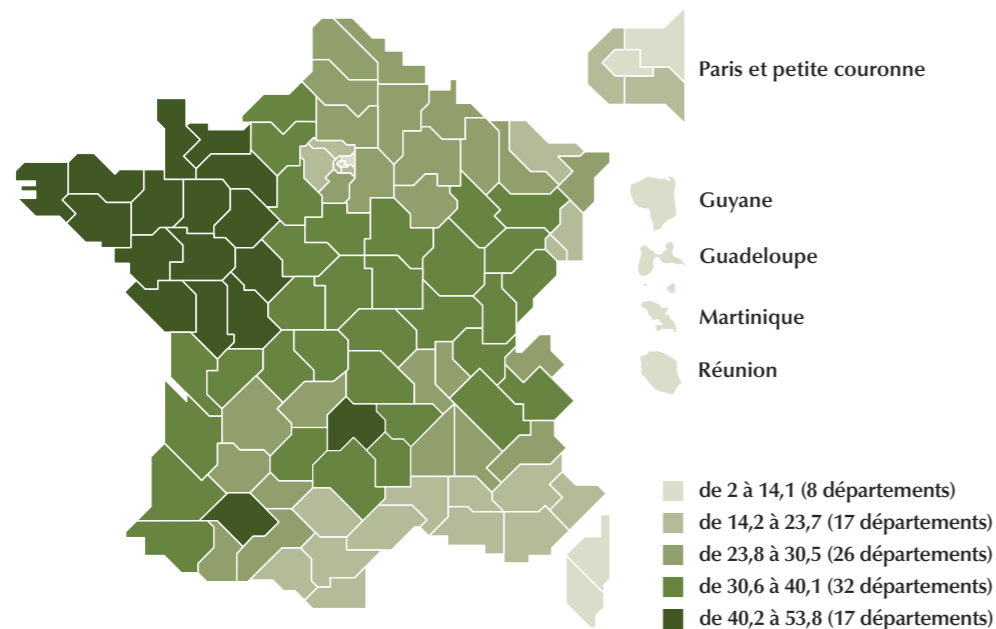 Paris et petite couronne
Guyane
Guadeloupe
Martinique
Réunion
de 2 à 14,1 (8 départements)
de 14,2 à 23,7 (17 départements)
de 23,8 à 30,5 (26 départements)
de 30,6 à 40,1 (32 départements)
de 40,2 à 53,8 (17 départements)